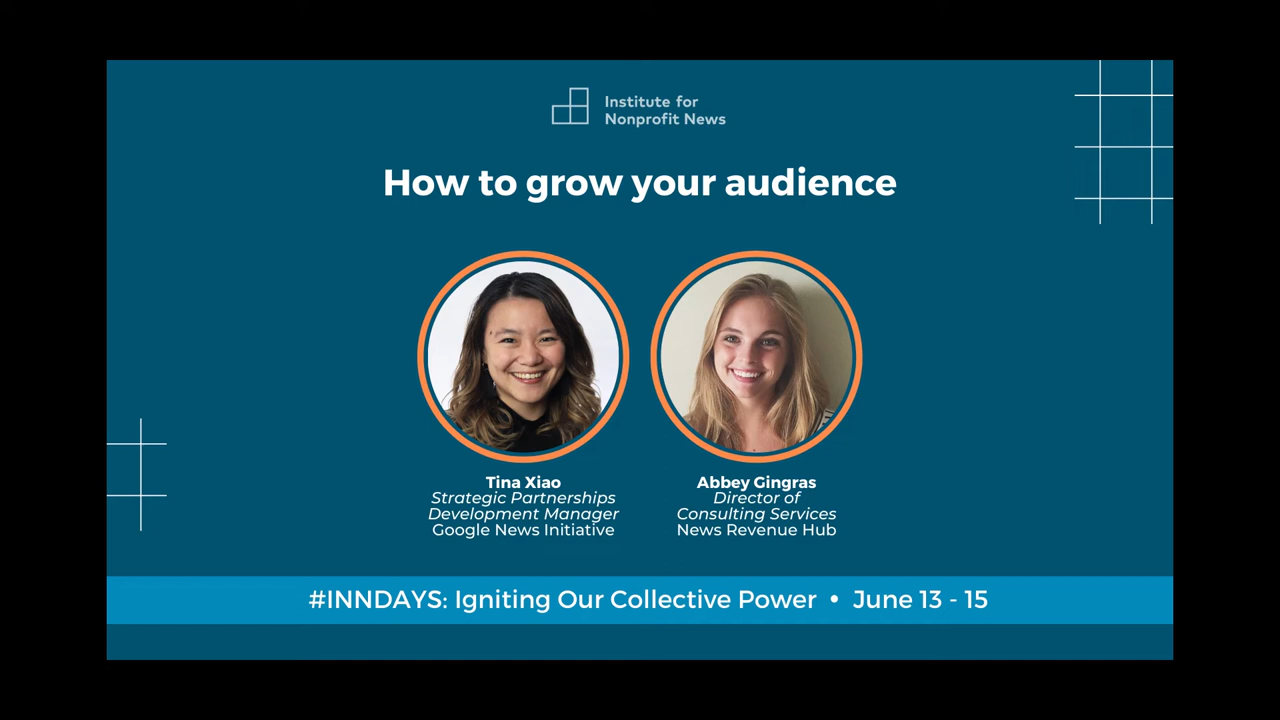 Institute for
Nonprofit News
How to grow your audience
Tina Xiao
Strategic Partnerships
Development Manager
Google News Initiative
Abbey Gingras
Director of
Consulting Services
News Revenue Hub
#INNDAYS: Igniting Our Collective Power • June 13 - 15